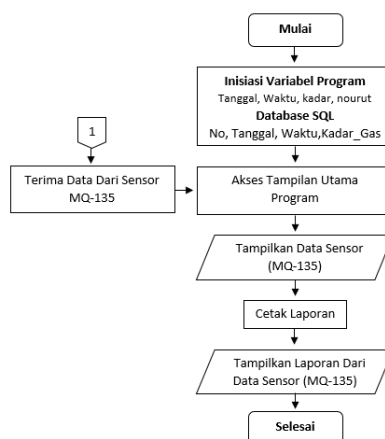 Mulai
Inisiasi Variabel Program
Tanggal, Waktu, kadar, nourut
Database SQL
No, Tanggal, Waktu,Kadar_Gas
1
Terima Data Dari Sensor
MQ-135
Akses Tampilan Utama
Program
Tampilkan Data Sensor
(MQ-135)
Cetak Laporan
Tampilkan Laporan Dari
Data Sensor (MQ-135)
Selesai